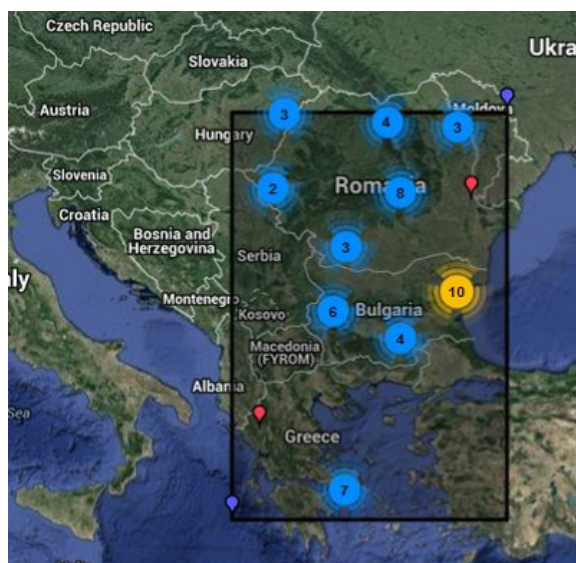 Czech Republic
Ukra
Slovakia
Austria
3
4
Moldova
3
Hungary
Slovenia
2
Romania
8
Croatia
Bosnia and
Herzegovina
3
Serbia
ly
10
Montenegro
6
Bulgaria
Kosovo
4
Macedonia
(FYROM)
Albania
Sea
Greece
7